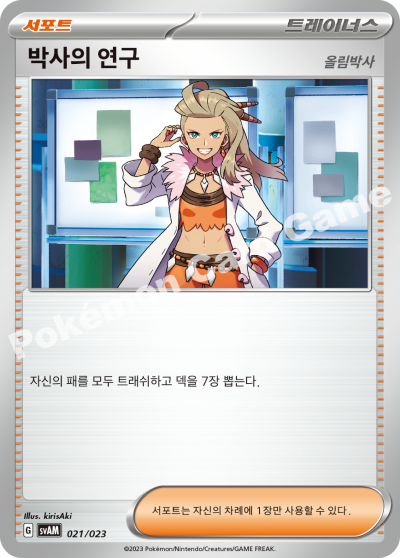 서포트
트레이너스
박사의 연구
올림박사
Pokémon Card Game
자신의 패를 모두 트래쉬하고 덱을 7장 뽑는다.
Illus. kirisAki
서포트는 자신의 차례에 1장만 사용할 수 있다.
G svAM 021/023
©2023 Pokémon/Nintendo/Creatures/GAME FREAK.